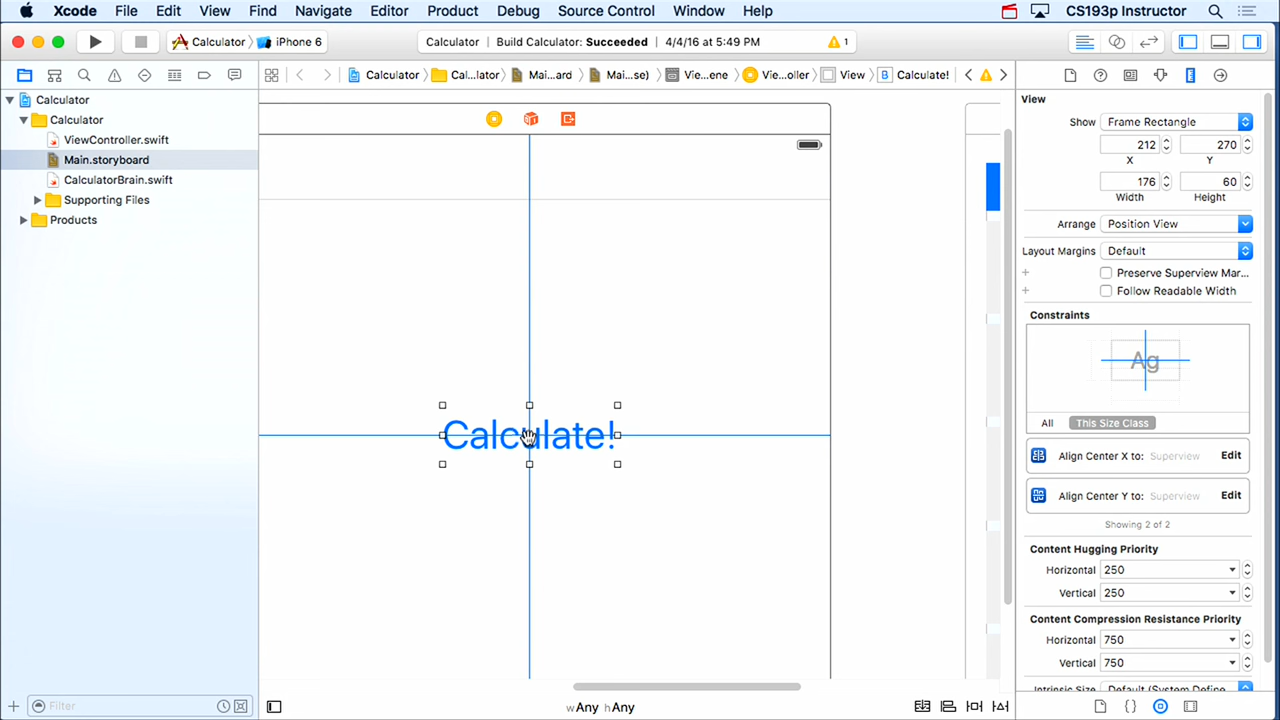 Xcode File Edit View Find Navigate Editor Product Debug Source Control Window Help CS193p Instructor
Calculator iPhone 6 Calculator Build Calculator: Succeeded 4/4/16 at 5:49 PM 1
Calculator Cal...lator Mai...ard Mai...se) Vie...ene Vie...oller View B Calculate!
Calculator
Calculator
ViewController.swift
Main.storyboard
CalculatorBrain.swift
Supporting Files
Products
Filter
Calculate!
wAny hAny
View
Show Frame Rectangle
212 270
X Y
176 60
Width Height
Arrange Position View
Layout Margins Default
Preserve Superview Mar...
Follow Readable Width
Constraints
Ag
All This Size Class
Align Center X to: Superview Edit
Align Center Y to: Superview Edit
Showing 2 of 2
Content Hugging Priority
Horizontal 250
Vertical 250
Content Compression Resistance Priority
Horizontal 750
Vertical 750
Intrinsic Size Default (System Define